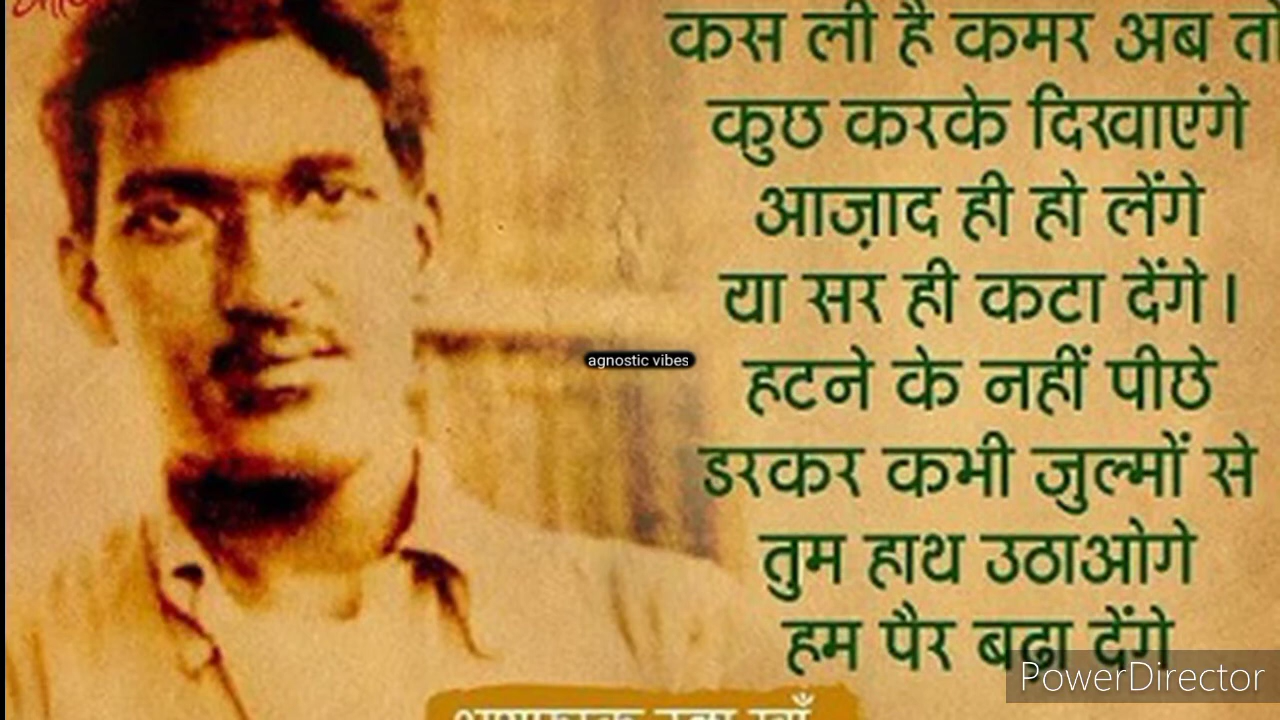 कस ली है कमर अब तो
कुछ करके दिखाएंगे
आज़ाद ही हो लेंगे
या सर ही कटा देंगे।
हटने के नहीं पीछे
agnostic vibes
डरकर कभी जुल्मों से
तुम हाथ उठाओगे
हम पैर बढ़ा देंगे
PowerDirector